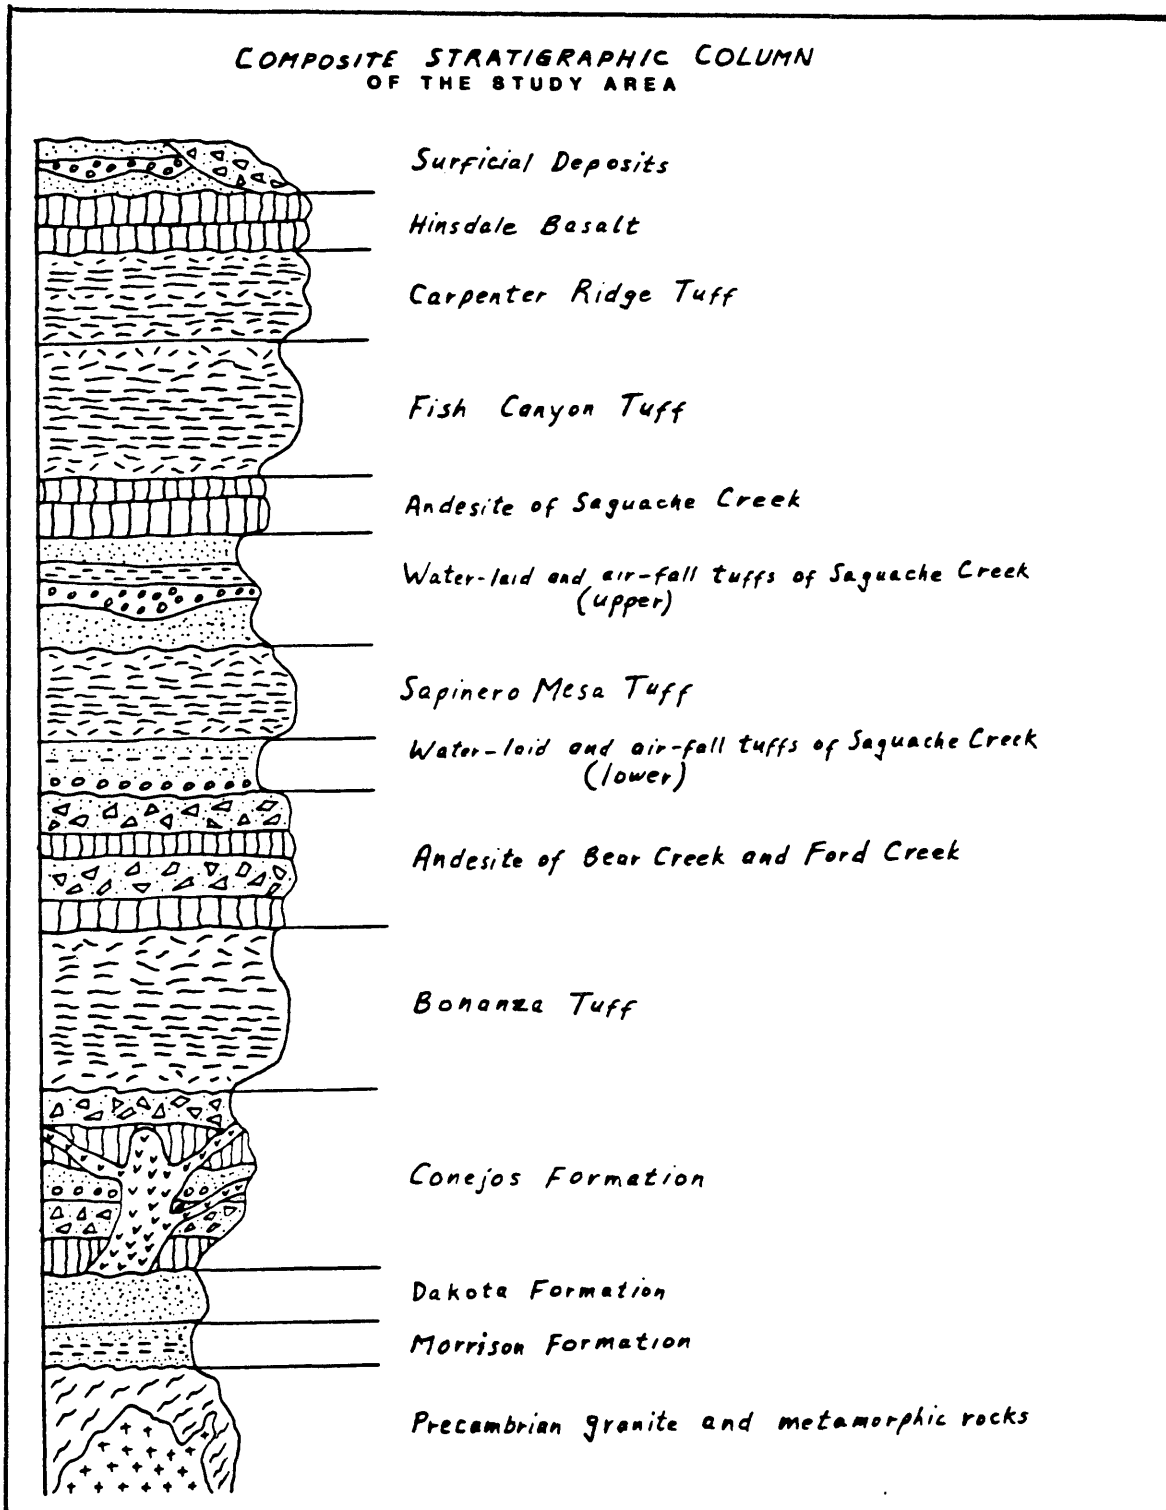 COMPOSITE STRATIGRAPHIC COLUMN
OF THE STUDY AREA
Surficial Deposits
Hinsdale Basalt
Carpenter Ridge Tuff
Fish Canyon Tuff
Andesite of Saguache Creek
Water-laid and air-fall tuffs of Saguache Creek
(upper)
Sapinero Mesa Tuff
Water-laid and air-fall tuffs of Saguache Creek
(lower)
Andesite of Bear Creek and Ford Creek
Bonanza Tuff
Conejos Formation
Dakota Formation
Morrison Formation
Precambrian granite and metamorphic rocks